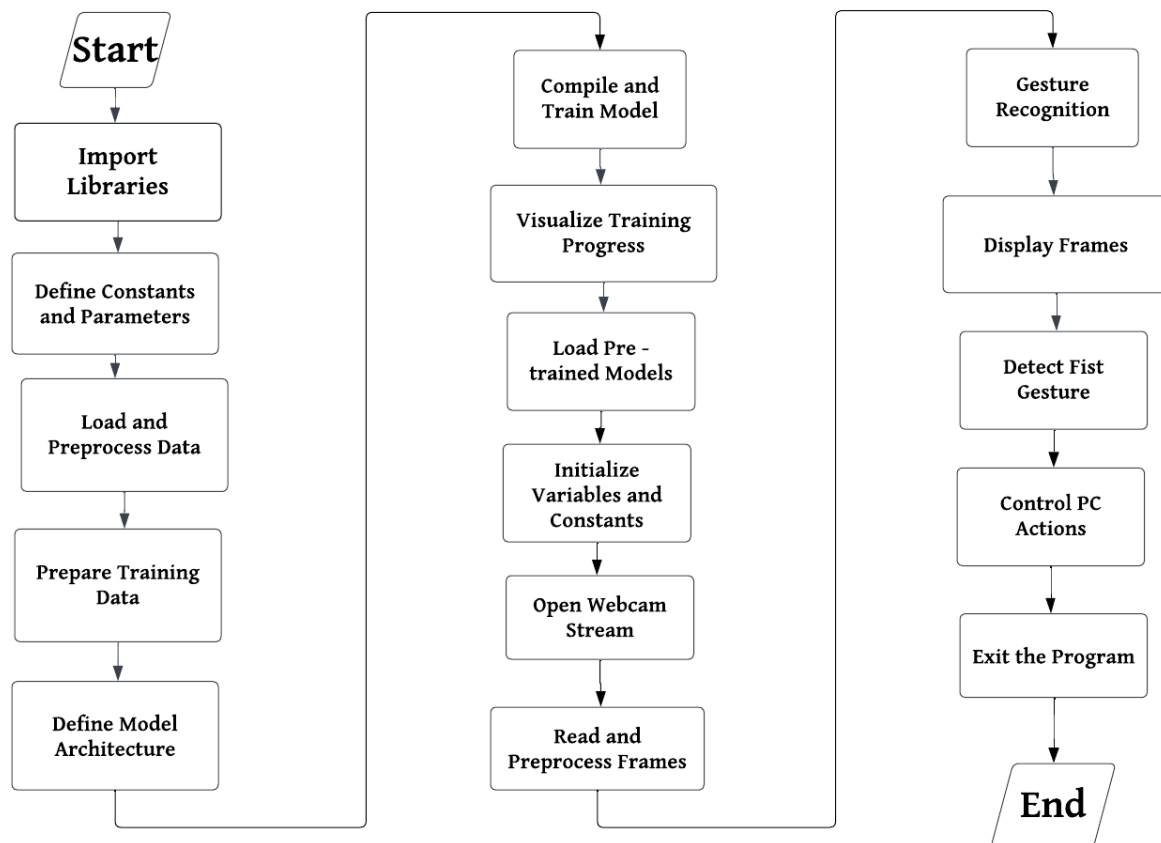 Start
Import
Libraries
Define Constants
and Parameters
Load and
Preprocess Data
Prepare Training
Data
Define Model
Architecture
Compile and
Train Model
Visualize Training
Progress
Load Pre -
trained Models
Initialize
Variables and
Constants
Open Webcam
Stream
Read and
Preprocess Frames
Gesture
Recognition
Display Frames
Detect Fist
Gesture
Control PC
Actions
Exit the Program
End